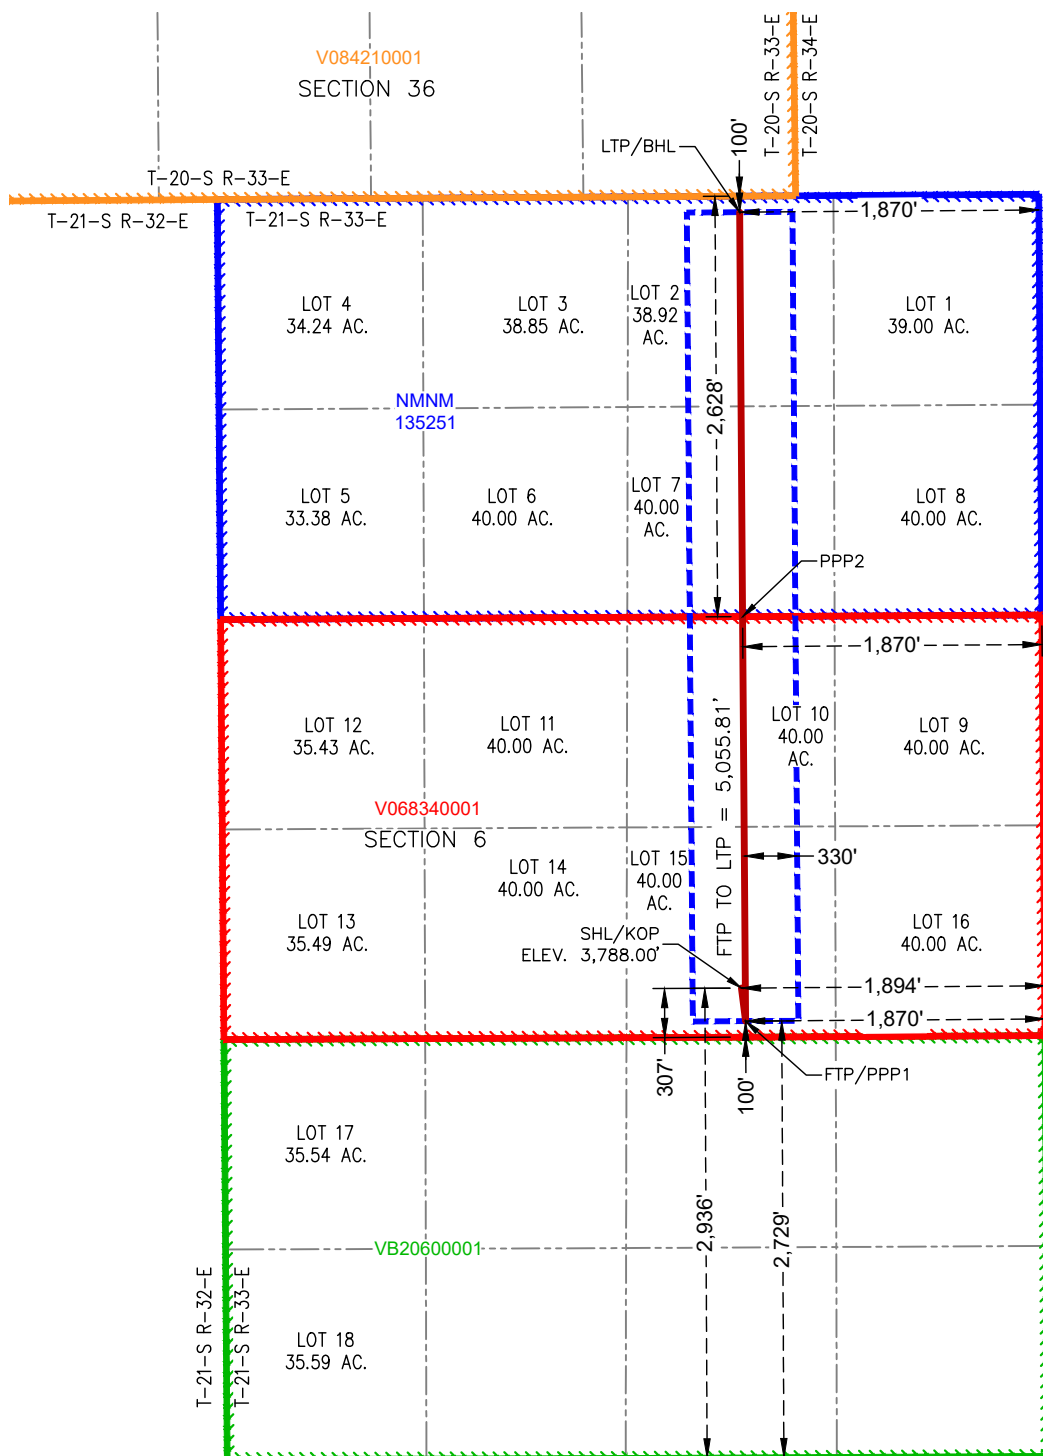 V084210001
SECTION 36
T-20-S R-33-E
T-20-S R-34-E
LTP/BHL
100'
T-20-S R-33-E
T-21-S R-32-E
T-21-S R-33-E
1,870'
LOT 4
34.24 AC.
LOT 3
38.85 AC.
LOT 2
38.92
AC.
LOT 1
39.00 AC.
2,628'
NMNM
135251
LOT 5
33.38 AC.
LOT 6
40.00 AC.
LOT 7
40.00
AC.
LOT 8
40.00 AC.
PPP2
1,870'
LOT 12
35.43 AC.
LOT 11
40.00 AC.
LOT 10
40.00
AC.
LOT 9
40.00 AC.
FTP TO LTP = 5,055.81'
V068340001
SECTION 6
330'
LOT 14
40.00 AC.
LOT 15
40.00
AC.
LOT 13
35.49 AC.
SHL/KOP
ELEV. 3,788.00'
LOT 16
40.00 AC.
1,894'
1,870'
307'
100'
FTP/PPP1
LOT 17
35.54 AC.
2,936'
2,729'
VB20600001
T-21-S R-32-E
T-21-S R-33-E
LOT 18
35.59 AC.